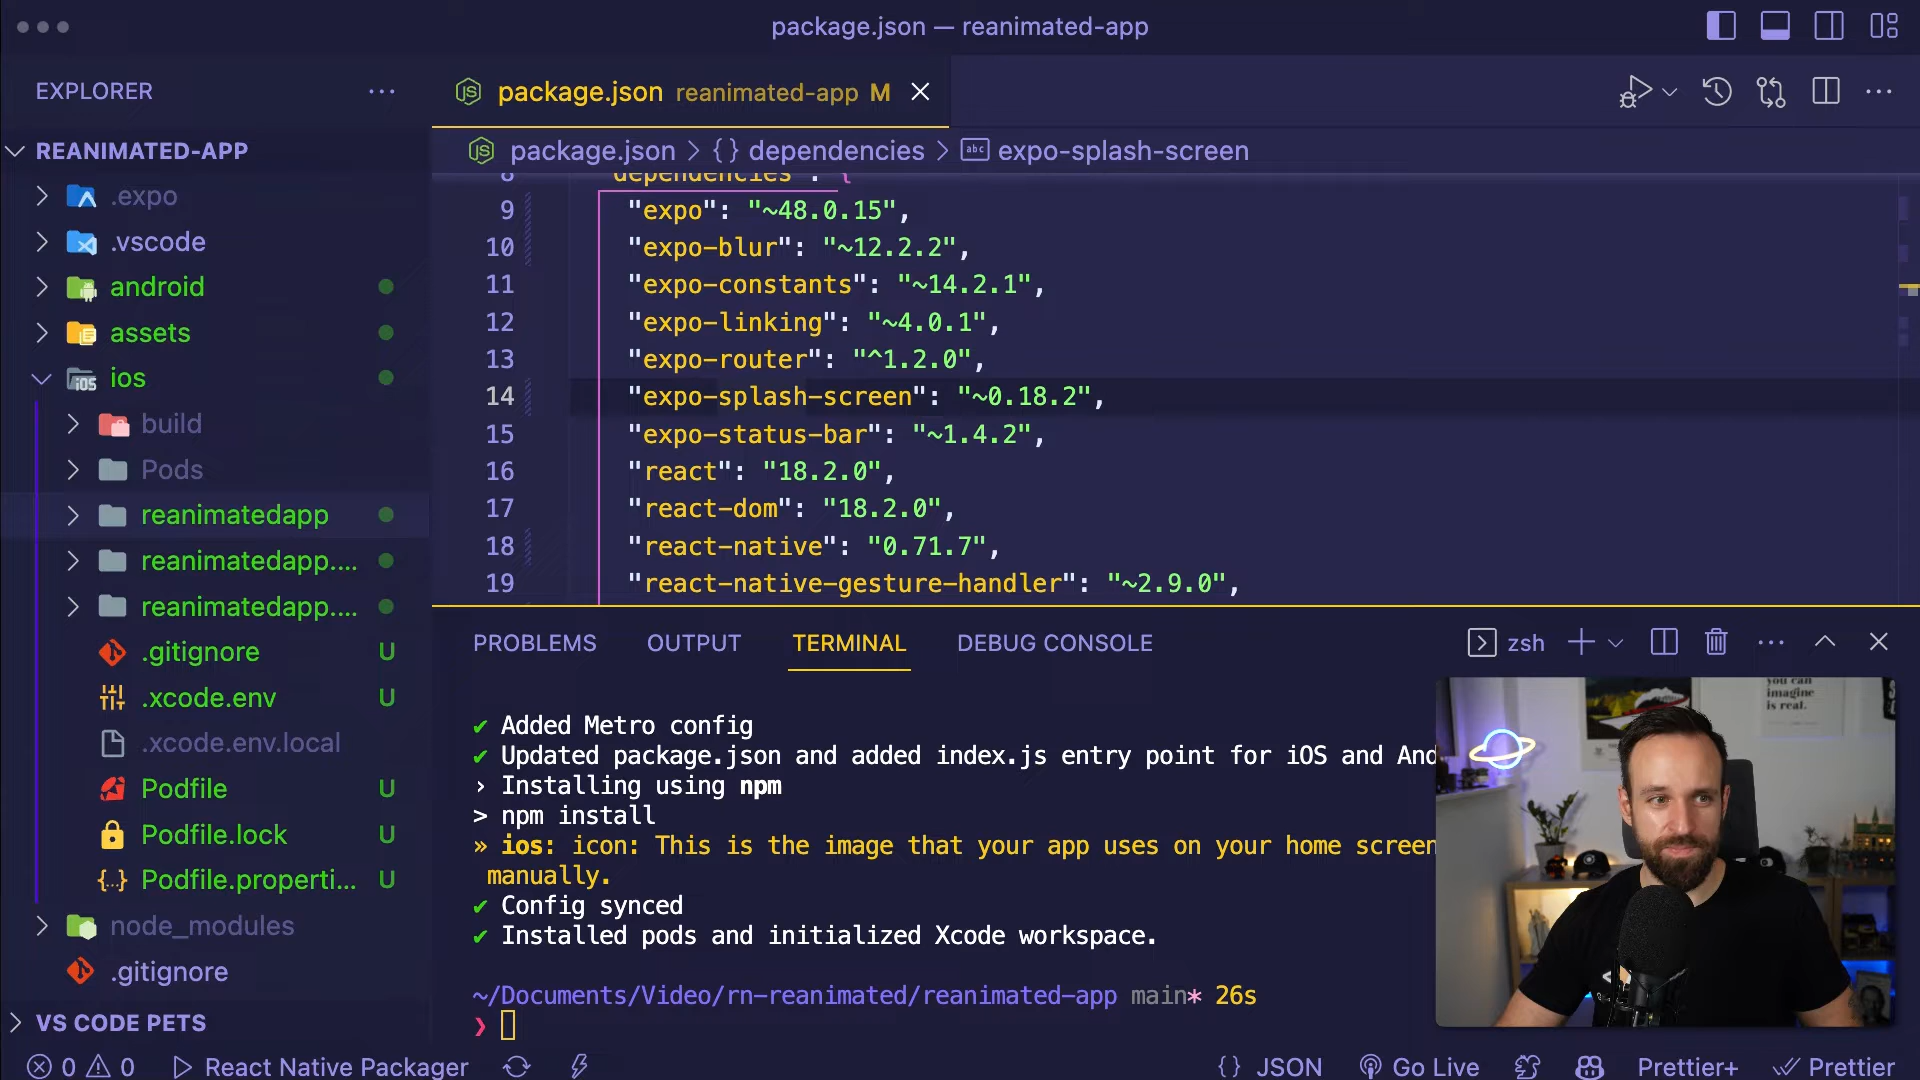 package.json — reanimated-app
EXPLORER
REANIMATED-APP
.expo
.vscode
android
assets
ios
build
Pods
reanimatedapp
reanimatedapp....
reanimatedapp....
.gitignore U
.xcode.env U
.xcode.env.local
Podfile U
Podfile.lock U
Podfile.properti... U
node_modules
.gitignore
VS CODE PETS
package.json reanimated-app M
package.json > {} dependencies > abc expo-splash-screen
8 dependencies : {
9 "expo": "~48.0.15",
10 "expo-blur": "~12.2.2",
11 "expo-constants": "~14.2.1",
12 "expo-linking": "~4.0.1",
13 "expo-router": "^1.2.0",
14 "expo-splash-screen": "~0.18.2",
15 "expo-status-bar": "~1.4.2",
16 "react": "18.2.0",
17 "react-dom": "18.2.0",
18 "react-native": "0.71.7",
19 "react-native-gesture-handler": "~2.9.0",
PROBLEMS OUTPUT TERMINAL DEBUG CONSOLE
zsh
✔ Added Metro config
✔ Updated package.json and added index.js entry point for iOS and And
› Installing using npm
> npm install
» ios: icon: This is the image that your app uses on your home screen
manually.
✔ Config synced
✔ Installed pods and initialized Xcode workspace.
~/Documents/Video/rn-reanimated/reanimated-app main* 26s
❯
you can
imagine
is real.
0 0 React Native Packager
{} JSON Go Live Prettier+ Prettier